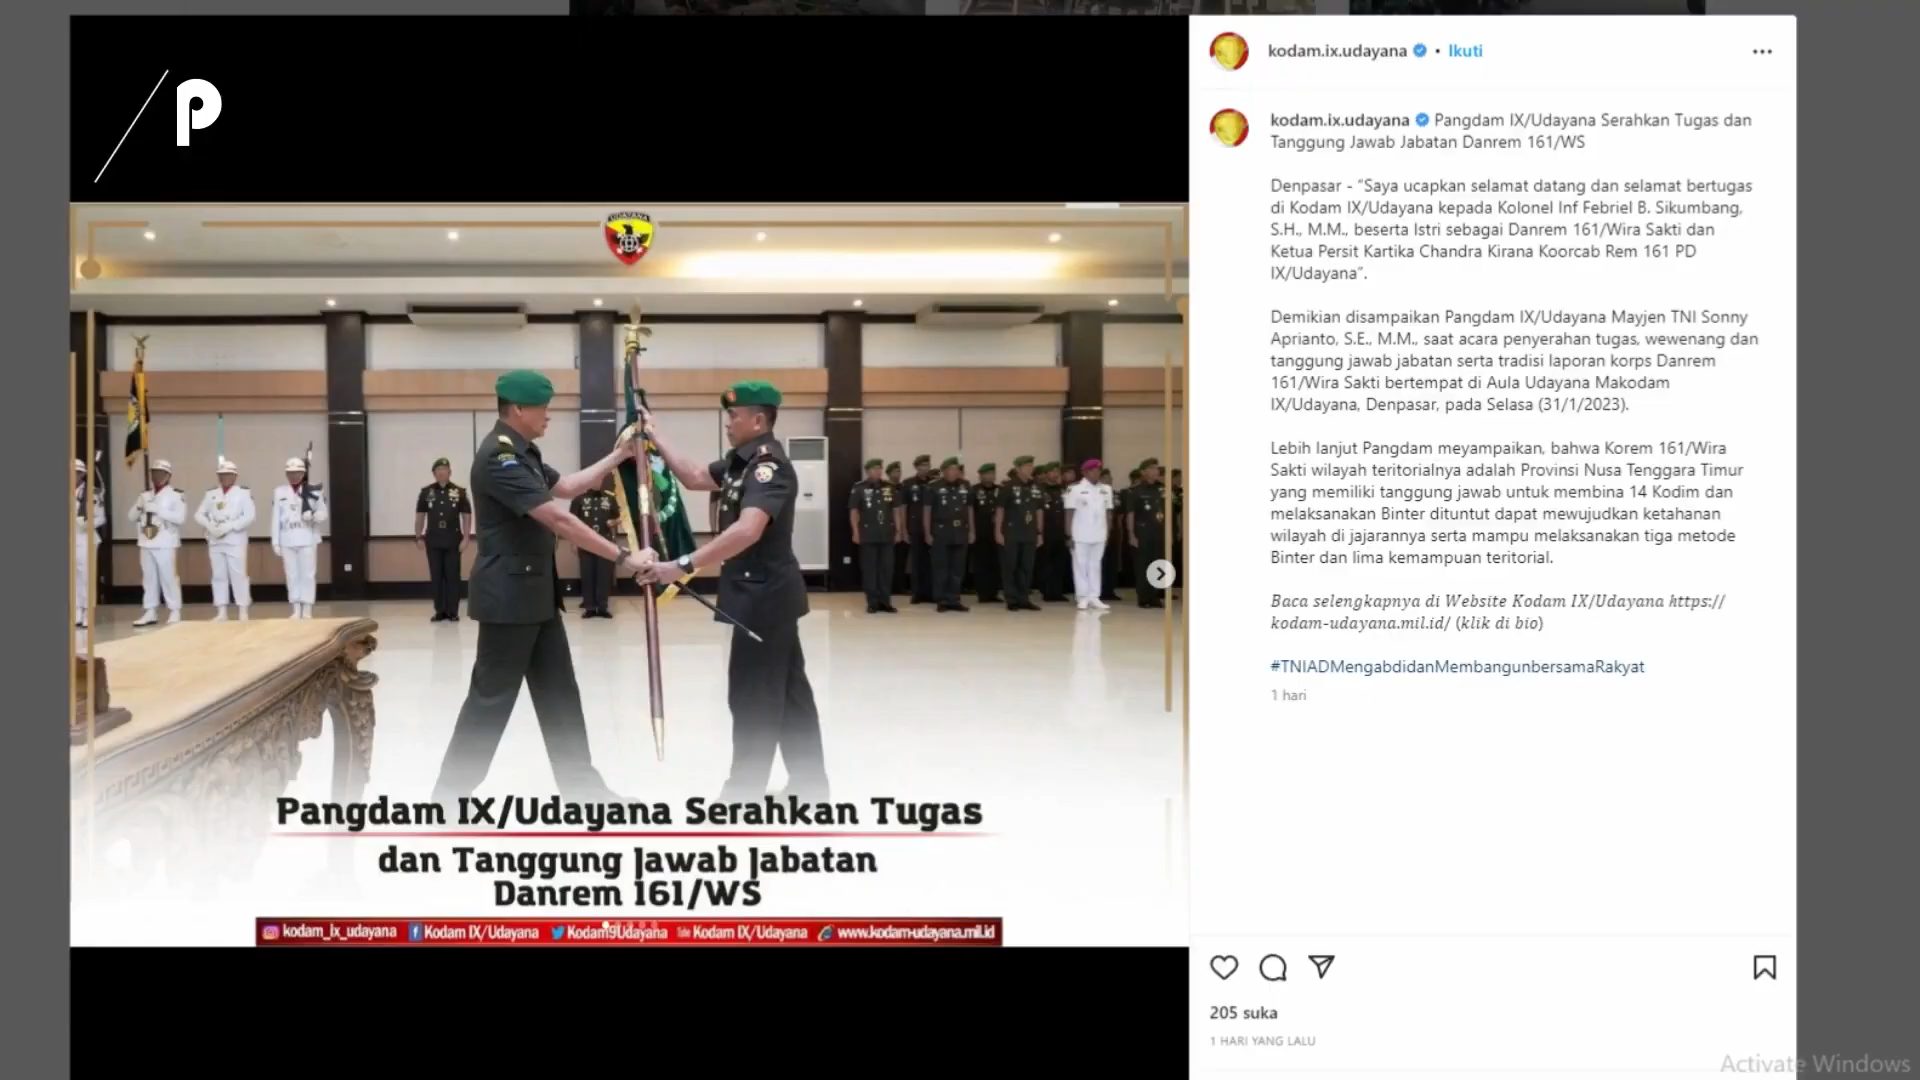 P
UDAYANA
Pangdam IX/Udayana Serahkan Tugas
dan Tanggung Jawab Jabatan
Danrem 161/WS
kodam_ix_udayana Kodam IX/Udayana Kodam9Udayana Kodam IX/Udayana www.kodam-udayana.mil.id
kodam.ix.udayana • Ikuti
kodam.ix.udayana Pangdam IX/Udayana Serahkan Tugas dan
Tanggung Jawab Jabatan Danrem 161/WS
Denpasar - “Saya ucapkan selamat datang dan selamat bertugas
di Kodam IX/Udayana kepada Kolonel Inf Febriel B. Sikumbang,
S.H., M.M., beserta Istri sebagai Danrem 161/Wira Sakti dan
Ketua Persit Kartika Chandra Kirana Koorcab Rem 161 PD
IX/Udayana”.
Demikian disampaikan Pangdam IX/Udayana Mayjen TNI Sonny
Aprianto, S.E., M.M., saat acara penyerahan tugas, wewenang dan
tanggung jawab jabatan serta tradisi laporan korps Danrem
161/Wira Sakti bertempat di Aula Udayana Makodam
IX/Udayana, Denpasar, pada Selasa (31/1/2023).
Lebih lanjut Pangdam meyampaikan, bahwa Korem 161/Wira
Sakti wilayah teritorialnya adalah Provinsi Nusa Tenggara Timur
yang memiliki tanggung jawab untuk membina 14 Kodim dan
melaksanakan Binter dituntut dapat mewujudkan ketahanan
wilayah di jajarannya serta mampu melaksanakan tiga metode
Binter dan lima kemampuan teritorial.
Baca selengkapnya di Website Kodam IX/Udayana https://
kodam-udayana.mil.id/ (klik di bio)
#TNIADMengabdidanMembangunbersamaRakyat
1 hari
205 suka
1 HARI YANG LALU
Activate Windows